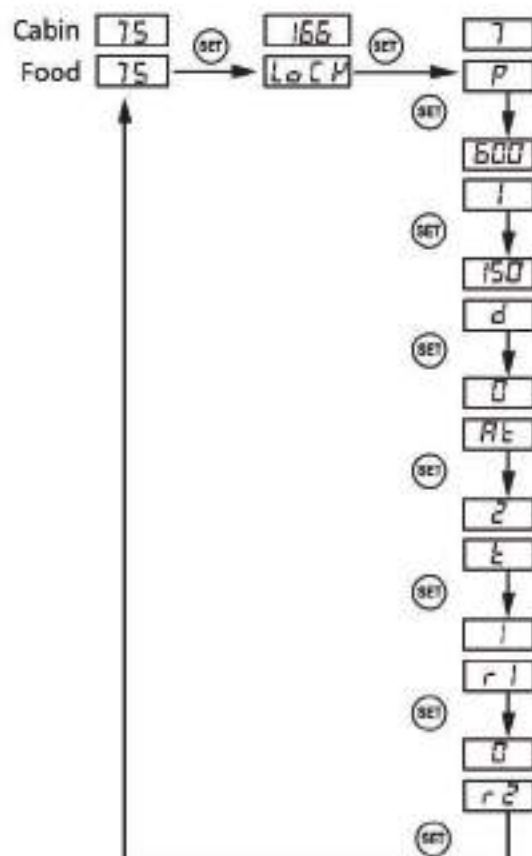 Cabin 75 SET 166 SET 7
Food 75 LoCK P
SET
600
I
SET
150
d
SET
0
At
SET
2
t
SET
1
r1
SET
0
r2
SET